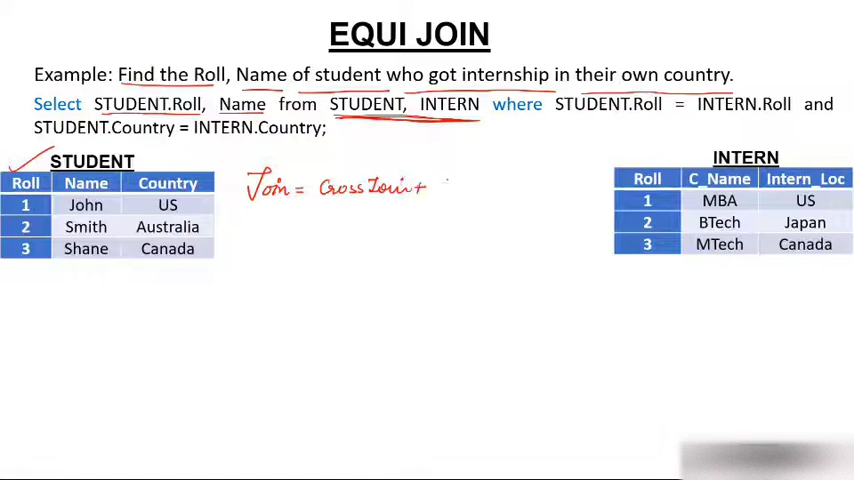 EQUI JOIN
Example: Find the Roll, Name of student who got internship in their own country.
Select STUDENT.Roll, Name from STUDENT, INTERN where STUDENT.Roll = INTERN.Roll and
STUDENT.Country = INTERN.Country;
STUDENT
Roll Name Country
1 John US
2 Smith Australia
3 Shane Canada
Join = Cross Join +
INTERN
Roll C_Name Intern_Loc
1 MBA US
2 BTech Japan
3 MTech Canada